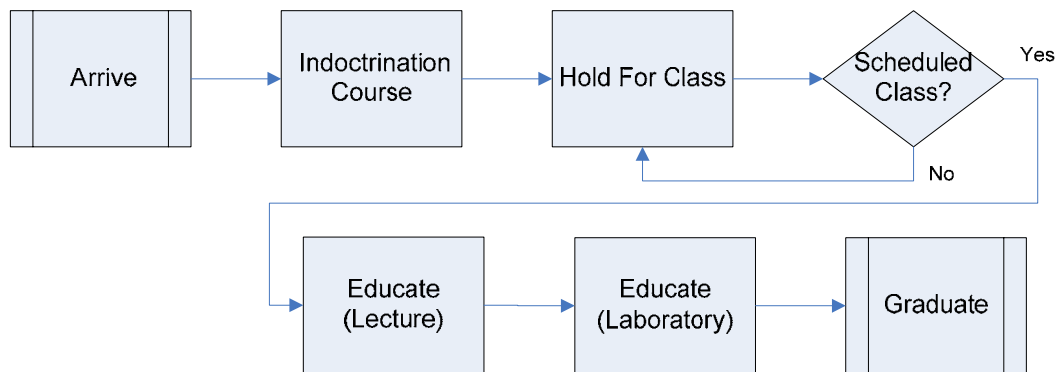 Arrive
Indoctrination
Course
Hold For Class
Scheduled
Class?
Yes
No
Educate
(Lecture)
Educate
(Laboratory)
Graduate